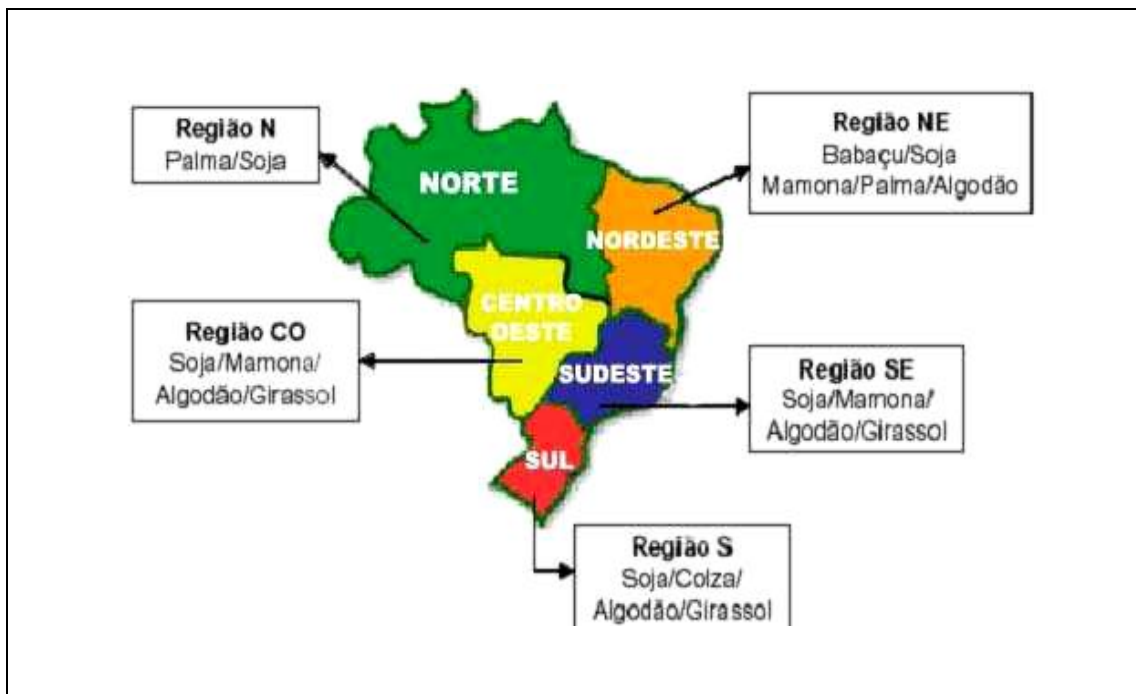 Região N
Palma/Soja
Região NE
Babaçu/Soja
Mamona/Palma/Algodão
NORTE
NORDESTE
CENTRO
OESTE
Região CO
Soja/Mamona/
Algodão/Girassol
SUDESTE
Região SE
Soja/Mamona/
Algodão/Girassol
SUL
Região S
Soja/Colza/
Algodão/Girassol